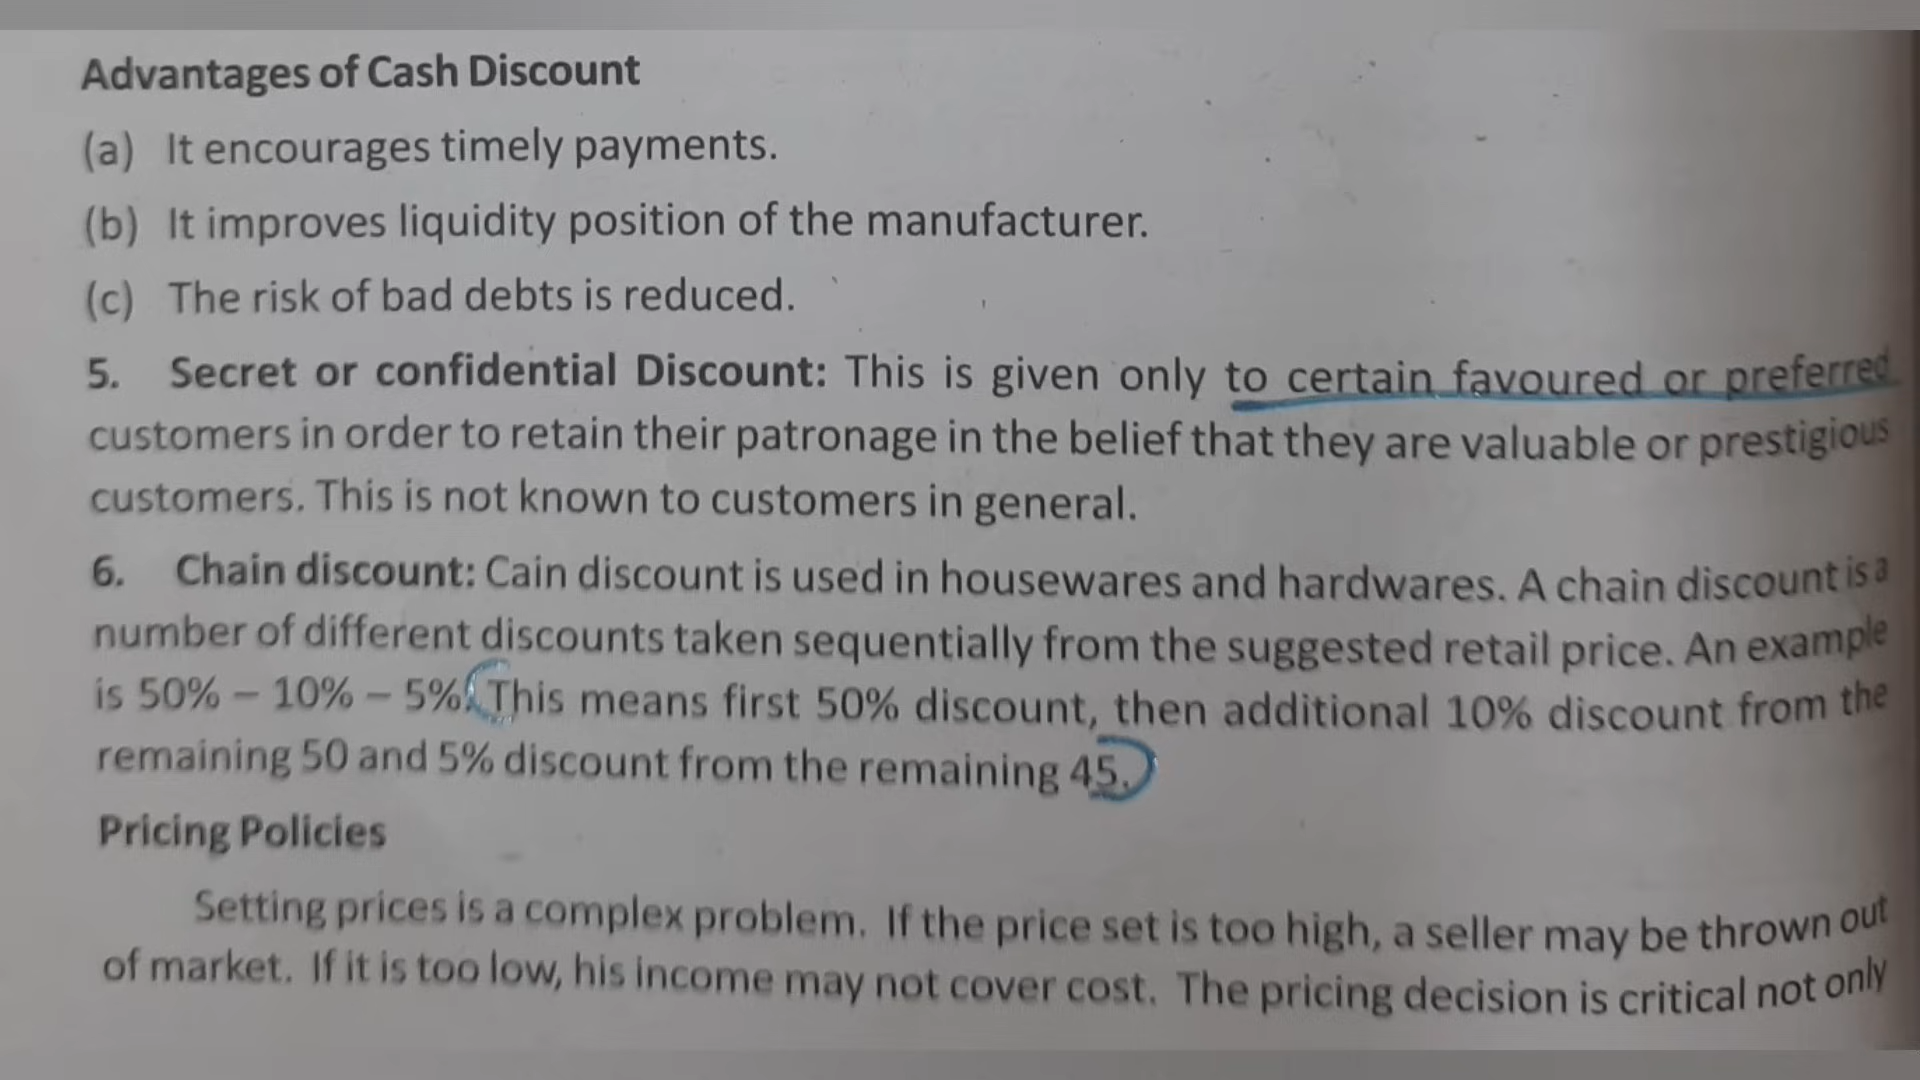 Advantages of Cash Discount
(a) It encourages timely payments.
(b) It improves liquidity position of the manufacturer.
(c) The risk of bad debts is reduced.
5. Secret or confidential Discount: This is given only to certain favoured or preferred
customers in order to retain their patronage in the belief that they are valuable or prestigious
customers. This is not known to customers in general.
6. Chain discount: Cain discount is used in housewares and hardwares. A chain discount is a
number of different discounts taken sequentially from the suggested retail price. An example
is 50% – 10% – 5%. This means first 50% discount, then additional 10% discount from the
remaining 50 and 5% discount from the remaining 45.
Pricing Policies
Setting prices is a complex problem. If the price set is too high, a seller may be thrown out
of market. If it is too low, his income may not cover cost. The pricing decision is critical not only